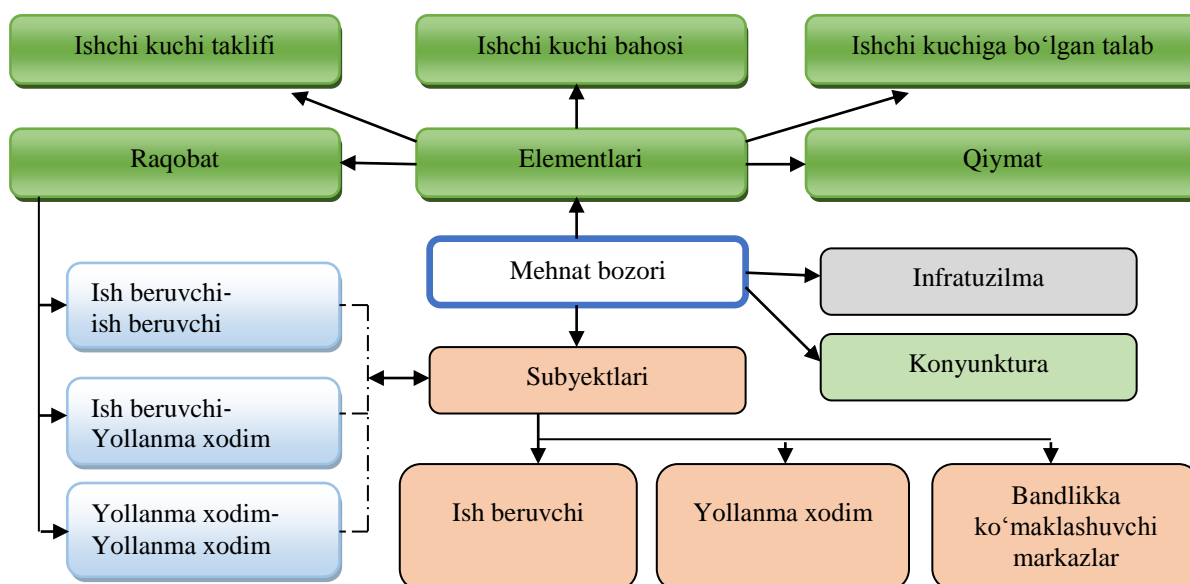 Ishchi kuchi taklifi
Ishchi kuchi bahosi
Ishchi kuchiga bo‘lgan talab
Raqobat
Elementlari
Qiymat
Mehnat bozori
Infratuzilma
Ish beruvchi-
ish beruvchi
Konyunktura
Subyektlari
Ish beruvchi-
Yollanma xodim
Yollanma xodim-
Yollanma xodim
Ish beruvchi
Yollanma xodim
Bandlikka
ko‘maklashuvchi
markazlar